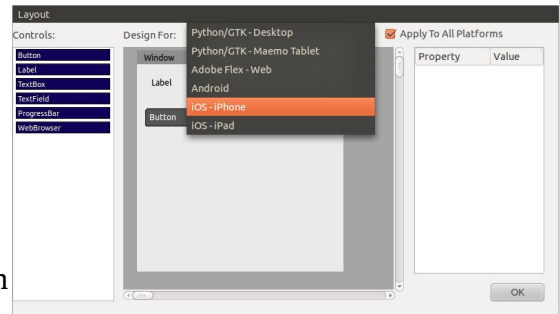 Layout
Controls:
Button
Label
TextBox
TextField
ProgressBar
WebBrowser
Design For:
Python/GTK - Desktop
Python/GTK - Maemo Tablet
Adobe Flex - Web
Android
iOS - iPhone
iOS - iPad
Window
Label
Button
Apply To All Platforms
Property Value
OK
n